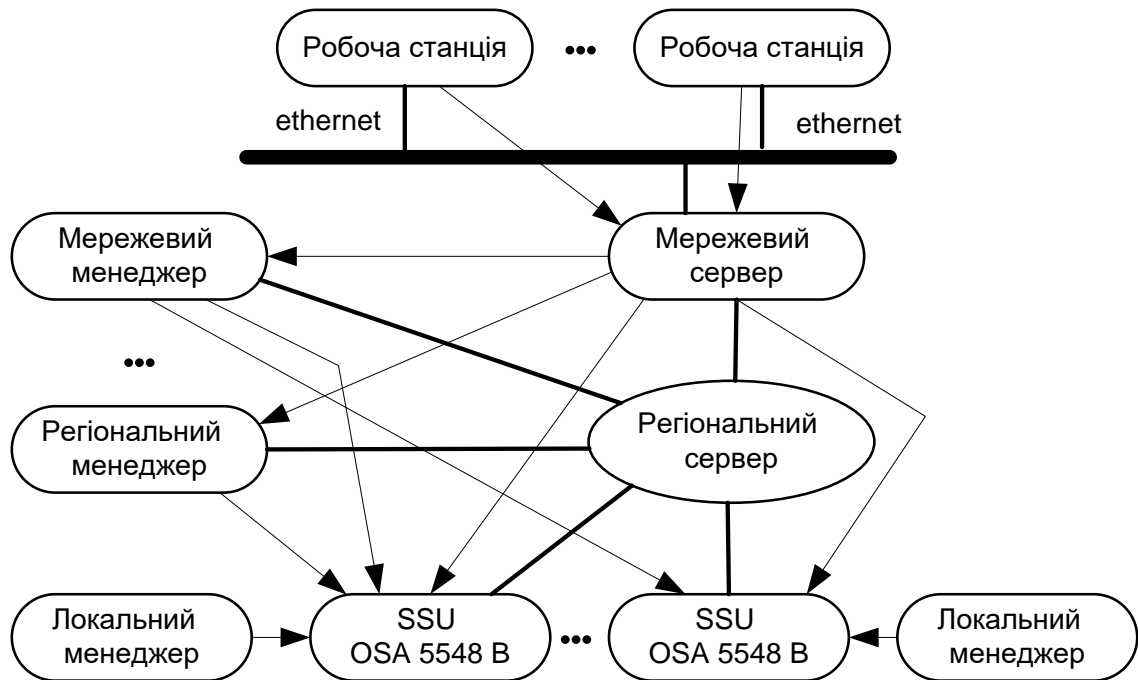 Робоча станція
••• 
Робоча станція
ethernet
ethernet
Мережевий
менеджер
Мережевий
сервер
•••
Регіональний
менеджер
Регіональний
сервер
Локальний
менеджер
SSU
OSA 5548 B
•••
SSU
OSA 5548 B
Локальний
менеджер